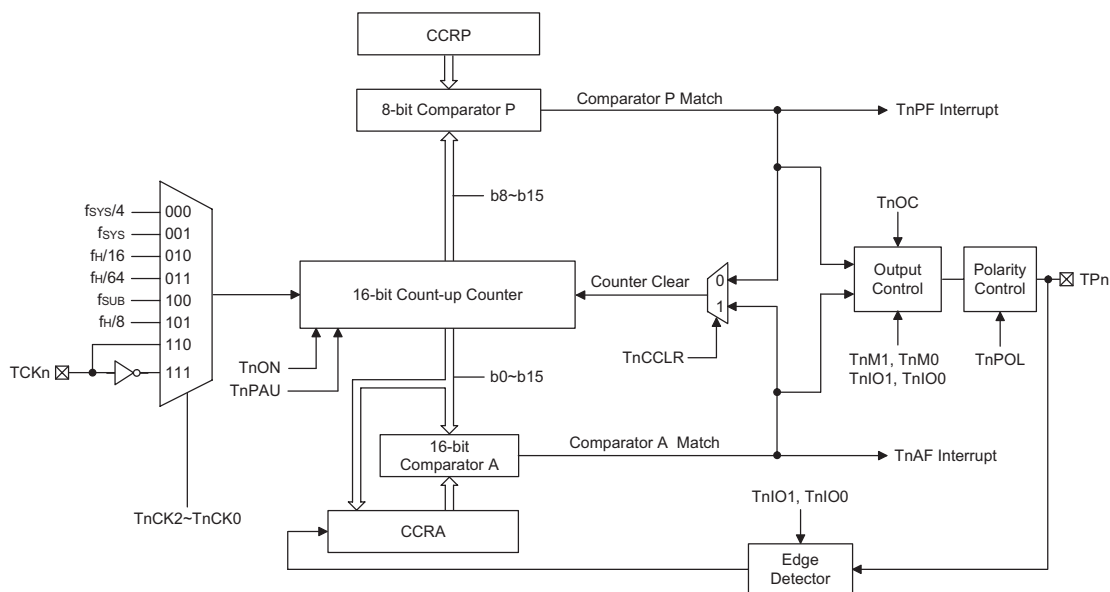 CCRP
8-bit Comparator P
Comparator P Match
TnPF Interrupt
b8~b15
fSYS/4
000
fSYS
001
fH/16
010
fH/64
011
fSUB
100
fH/8
101
110
TCKn
111
TnCK2~TnCK0
16-bit Count-up Counter
TnON
TnPAU
Counter Clear
0
1
TnCCLR
TnOC
Output
Control
Polarity
Control
TPn
TnM1, TnM0
TnIO1, TnIO0
TnPOL
b0~b15
16-bit
Comparator A
Comparator A Match
TnAF Interrupt
CCRA
TnIO1, TnIO0
Edge
Detector